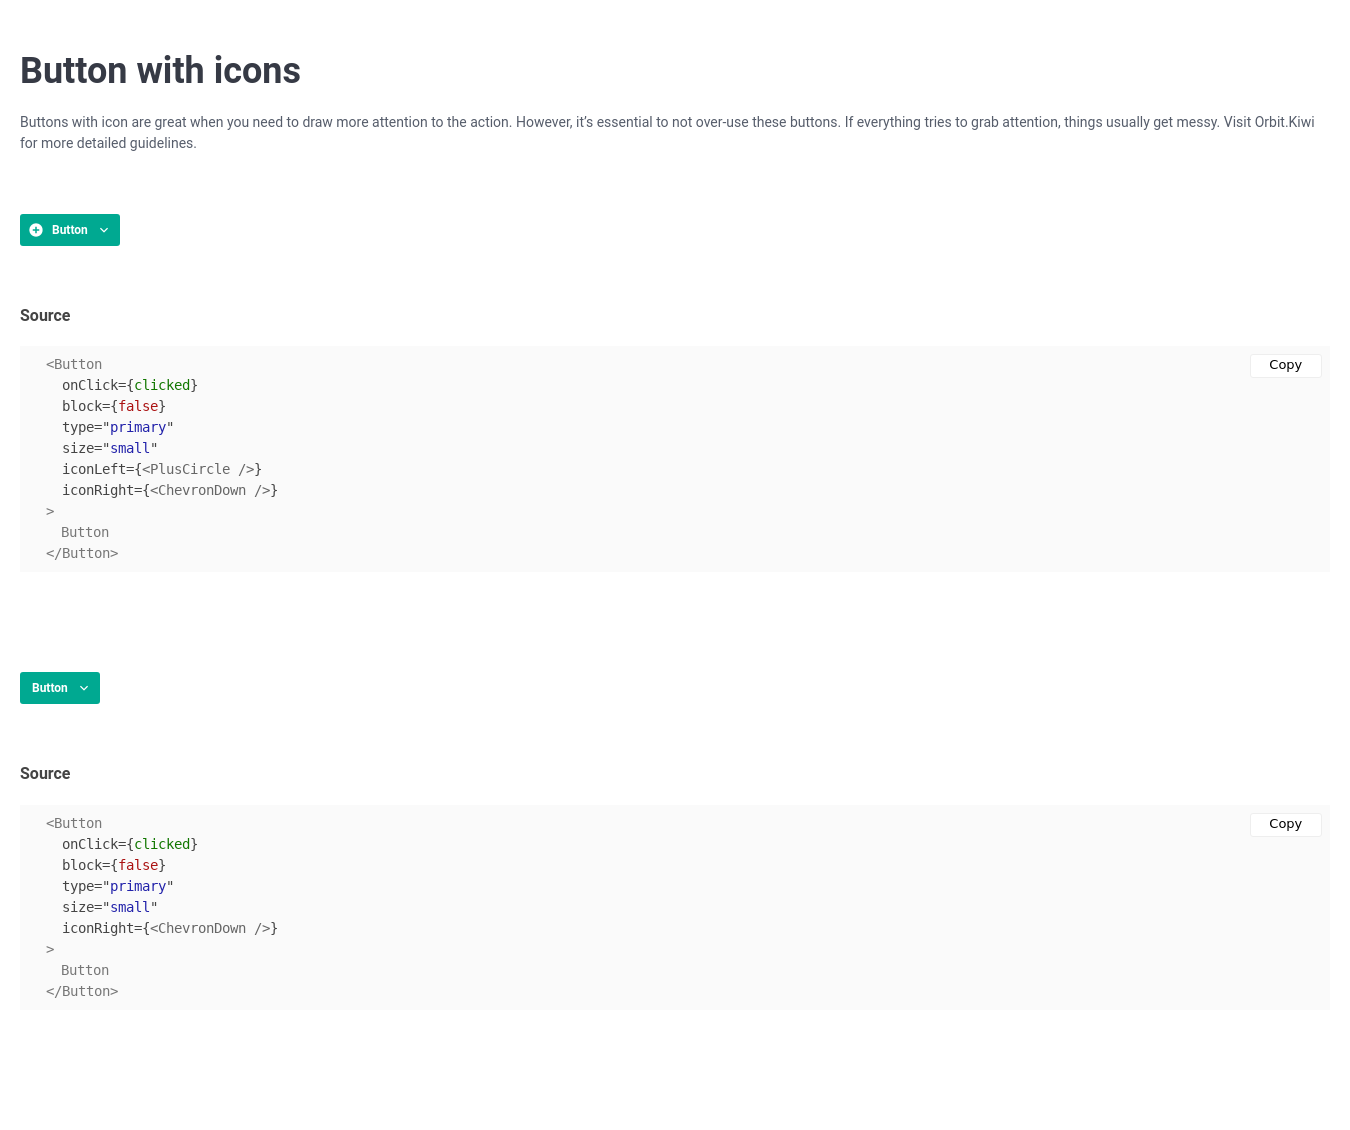 Button with icons
Buttons with icon are great when you need to draw more attention to the action. However, it’s essential to not over-use these buttons. If everything tries to grab attention, things usually get messy. Visit Orbit.Kiwi
for more detailed guidelines.
Button
Source
<Button
Copy
onClick={clicked}
block={false}
type="primary"
size="small"
iconLeft={<PlusCircle />}
iconRight={<ChevronDown />}
>
Button
</Button>
Button
Source
<Button
Copy
onClick={clicked}
block={false}
type="primary"
size="small"
iconRight={<ChevronDown />}
>
Button
</Button>